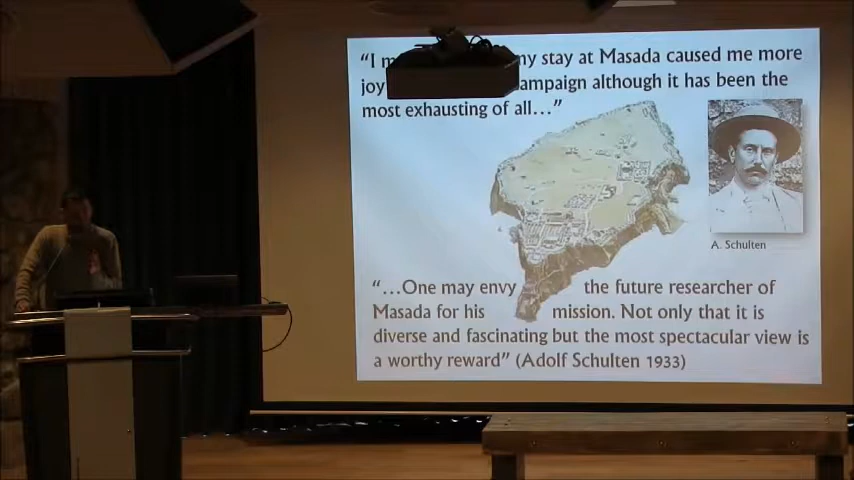 "I my stay at Masada caused me more
joy campaign although it has been the
most exhausting of all..."
A. Schulten
"...One may envy the future researcher of
Masada for his mission. Not only that it is
diverse and fascinating but the most spectacular view is
a worthy reward" (Adolf Schulten 1933)